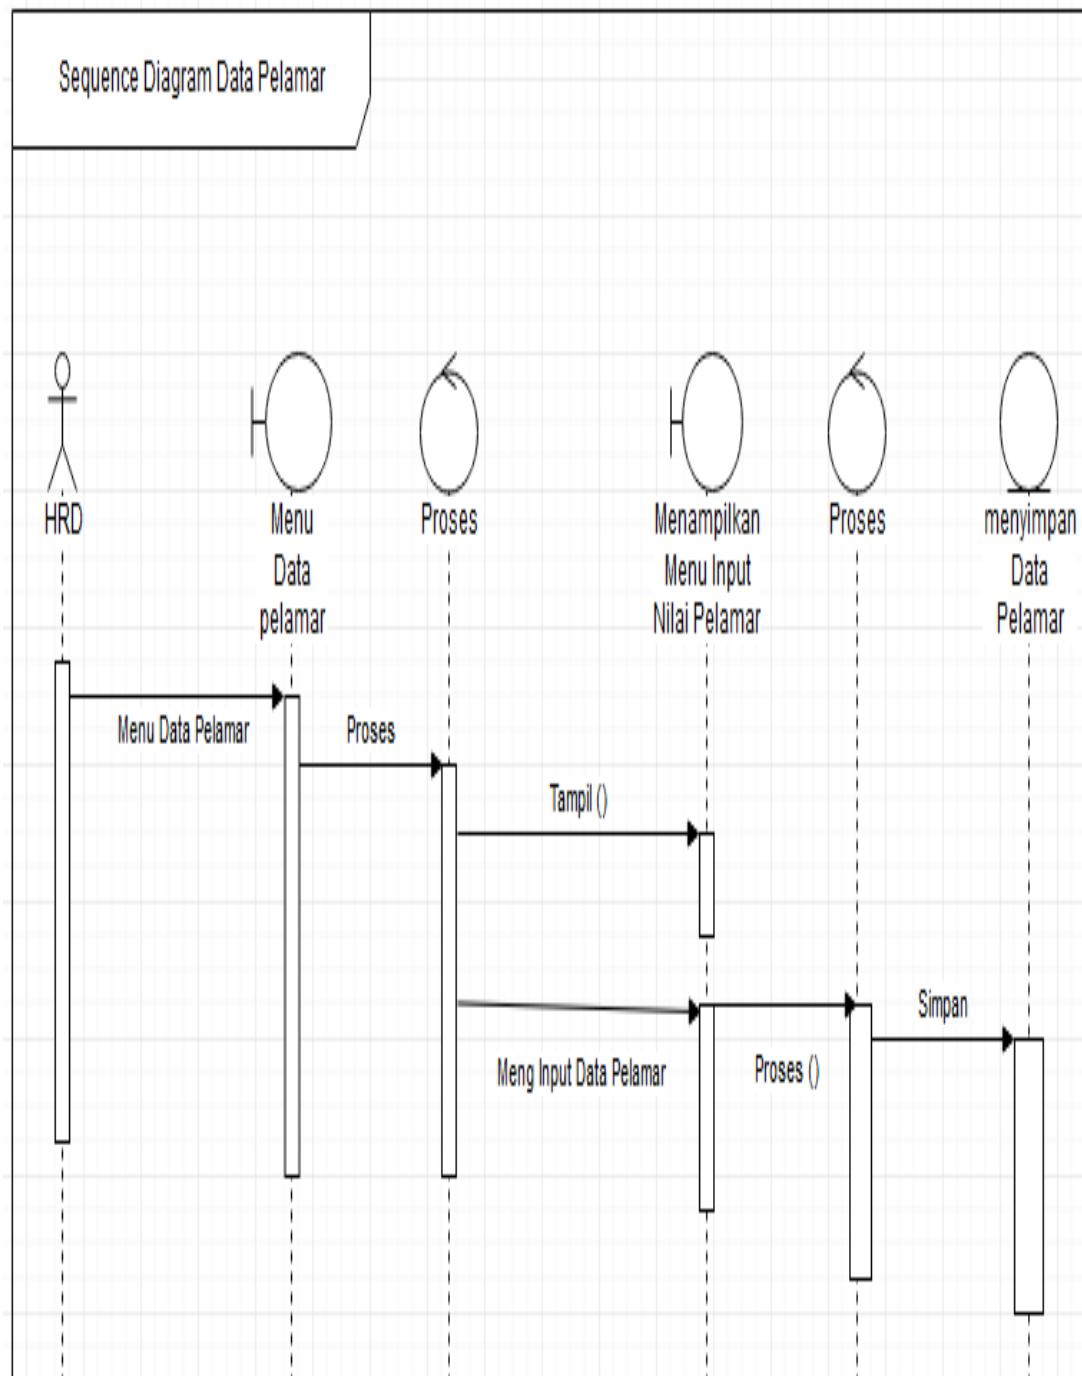 Sequence Diagram Data Pelamar
HRD
Menu
Data
pelamar
Proses
Menampilkan
Menu Input
Nilai Pelamar
Proses
menyimpan
Data
Pelamar
Menu Data Pelamar
Proses
Tampil ()
Meng Input Data Pelamar
Proses ()
Simpan